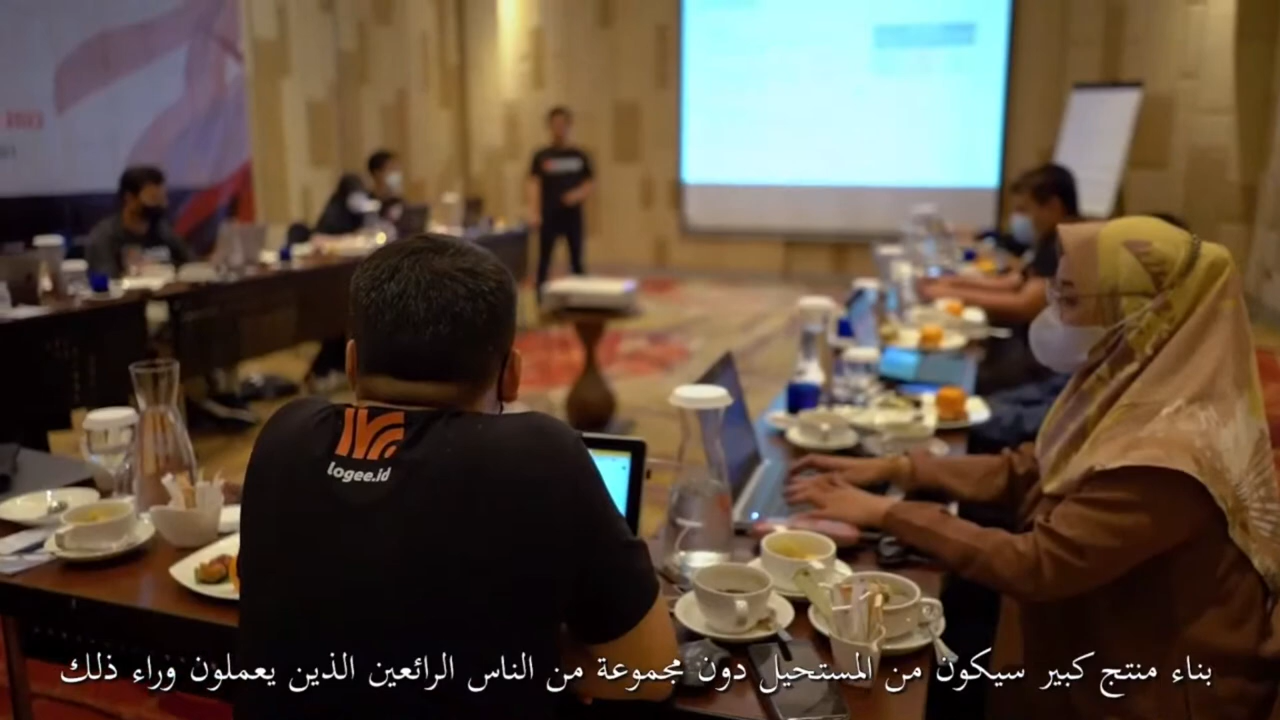 logee.id
بناء منتج كبير سيكون من المستحيل دون مجموعة من الناس الرائعين الذين يعملون وراء ذلك